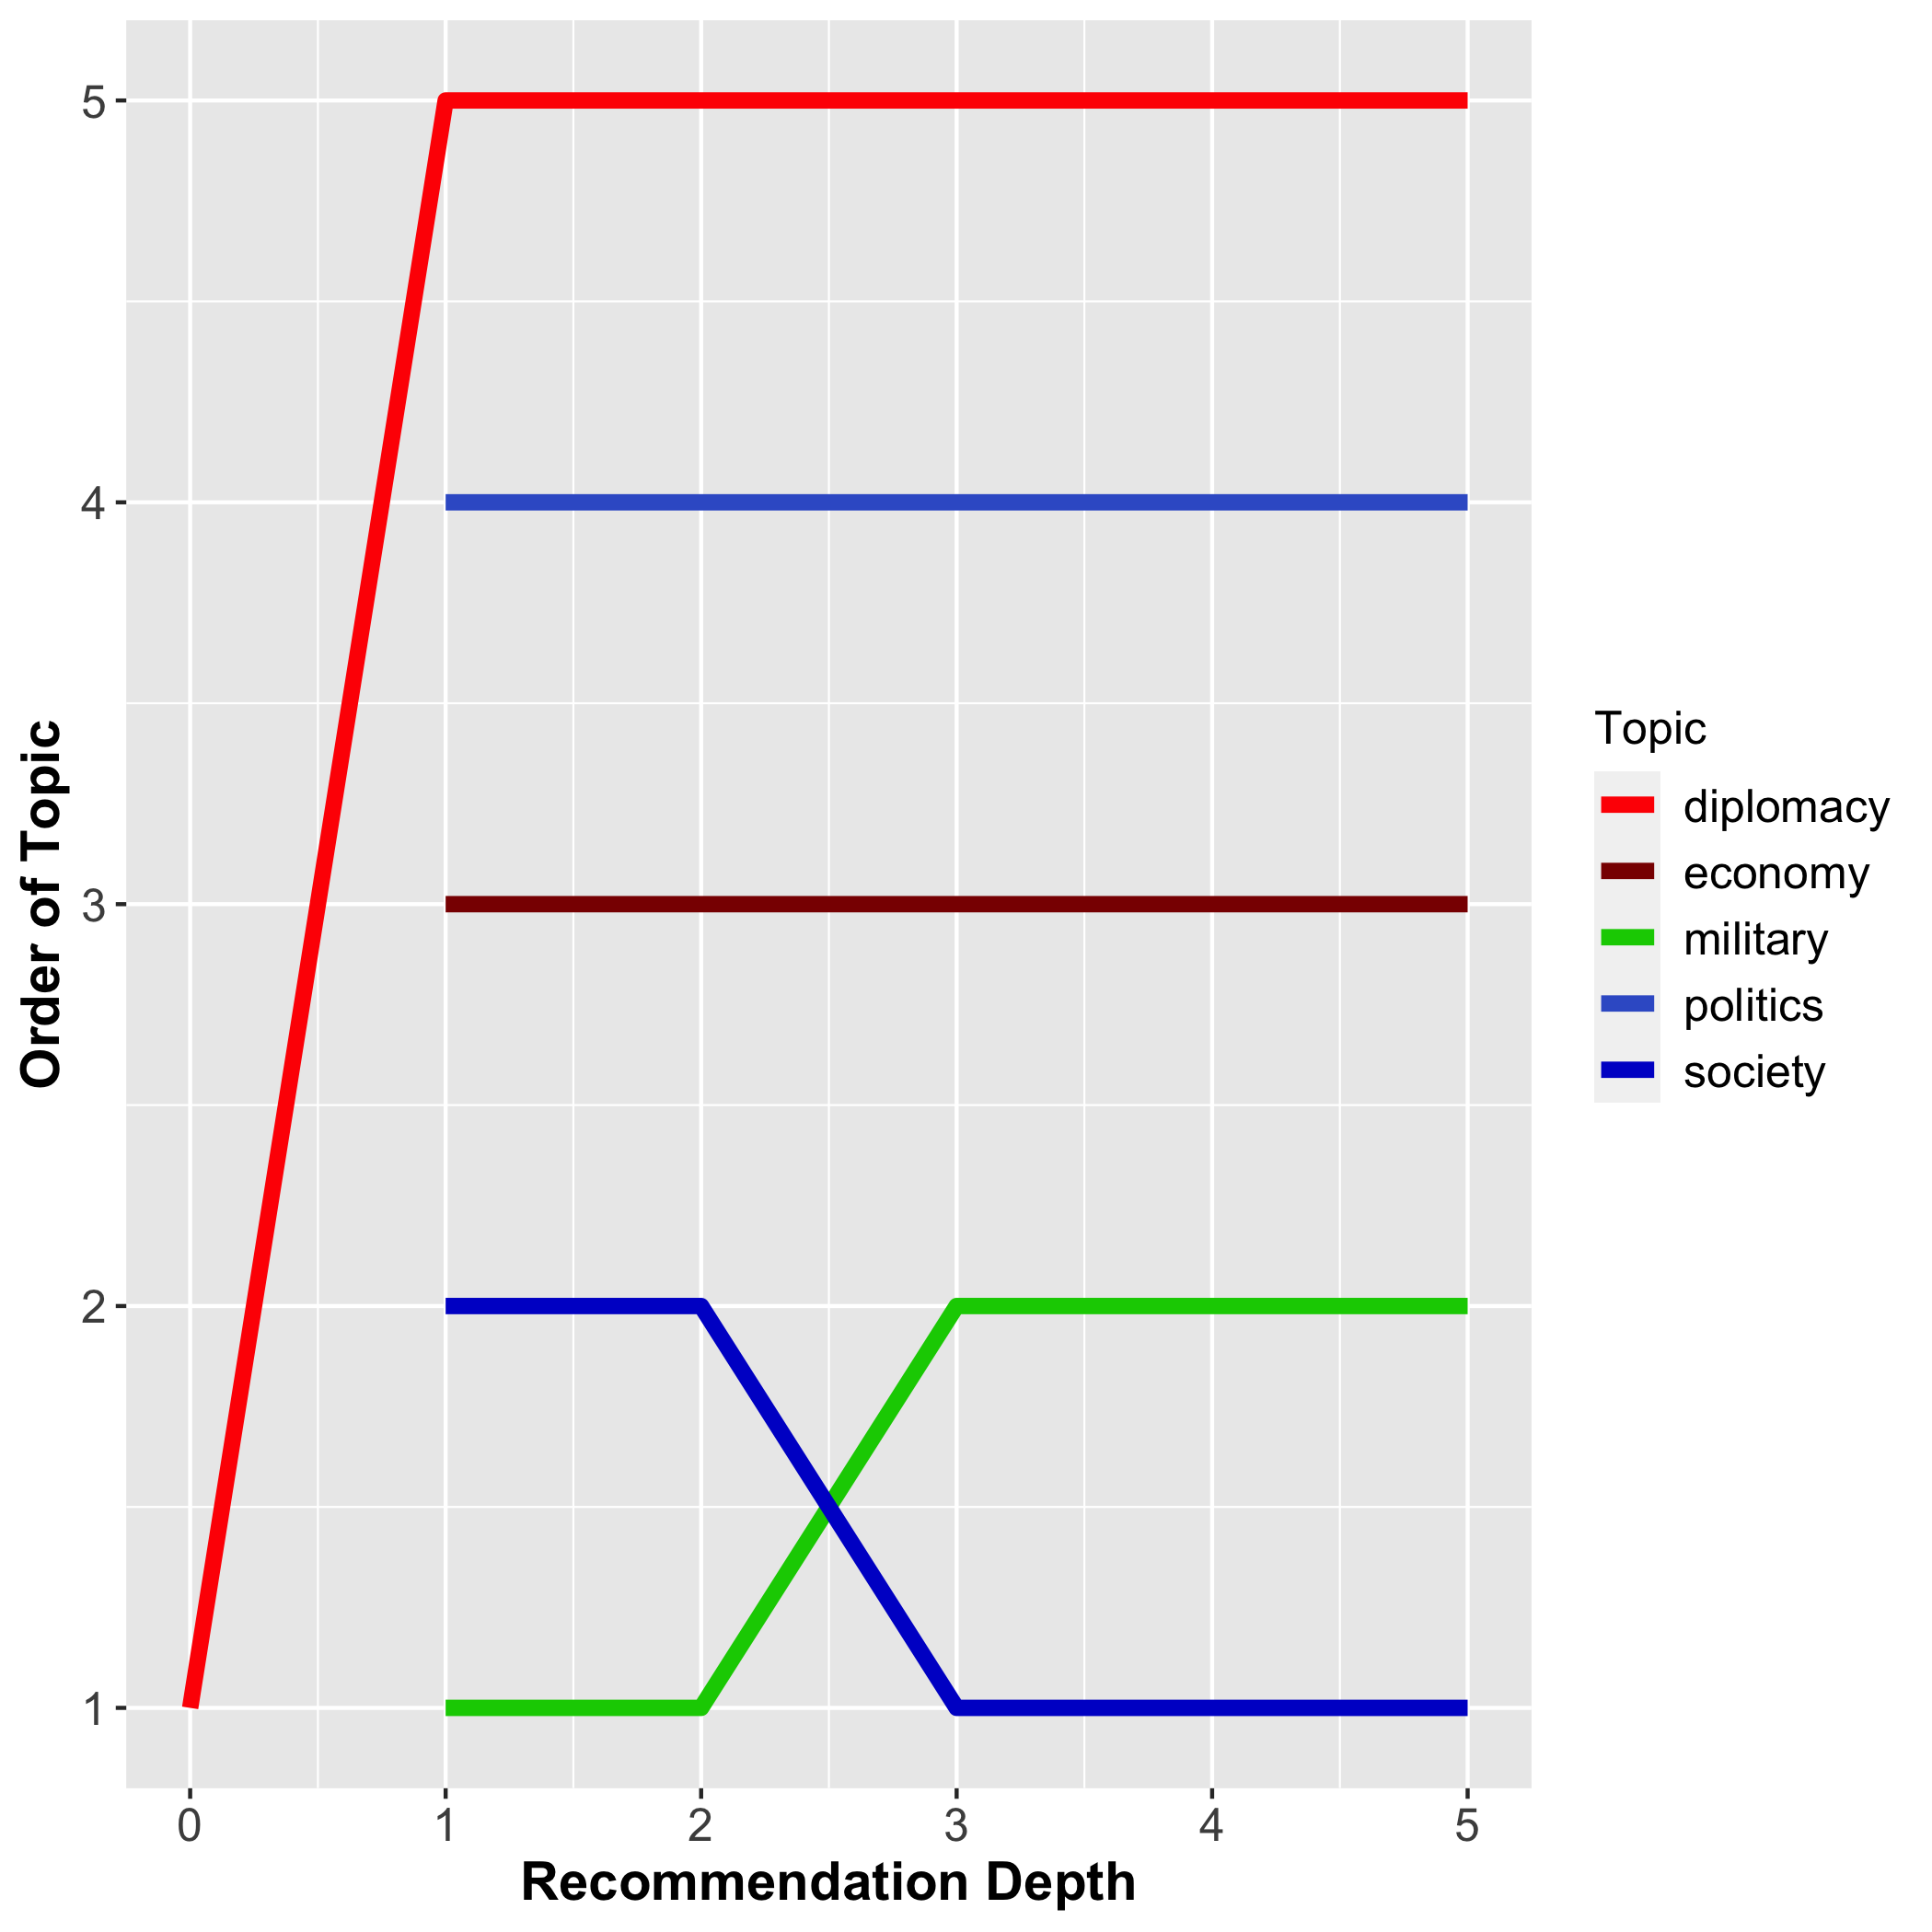 Order of Topic
5
4
3
2
1
0 1 2 3 4 5
Recommendation Depth
Topic
diplomacy
economy
military
politics
society